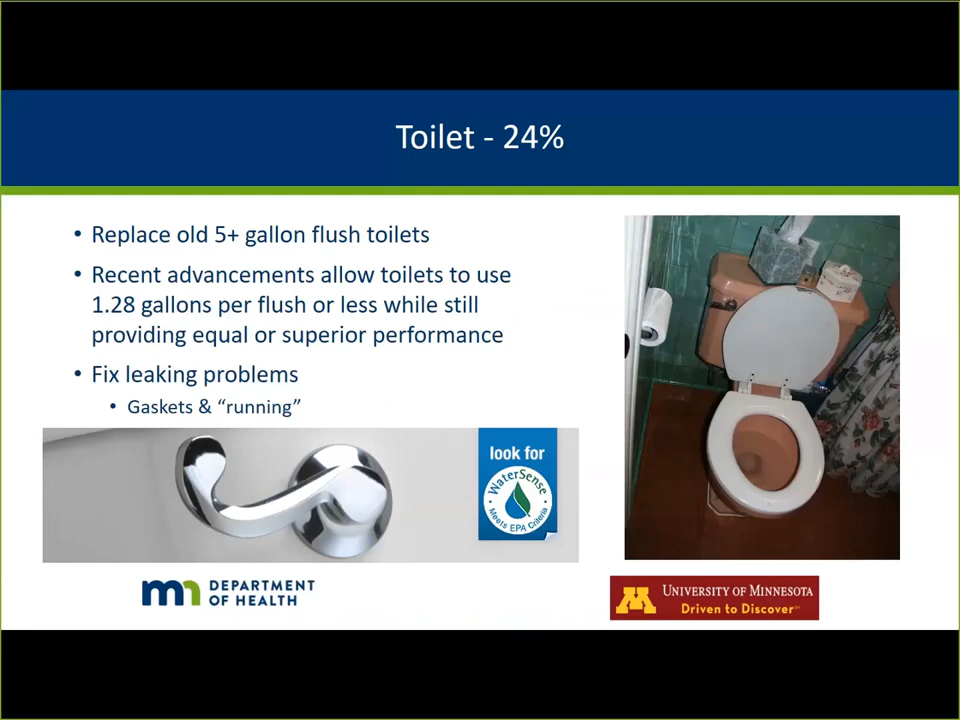 Toilet - 24%
• Replace old 5+ gallon flush toilets
• Recent advancements allow toilets to use
1.28 gallons per flush or less while still
providing equal or superior performance
• Fix leaking problems
• Gaskets & “running”
look for
WaterSense
Meets EPA Criteria
mn DEPARTMENT
OF HEALTH
M UNIVERSITY OF MINNESOTA
Driven to Discover℠